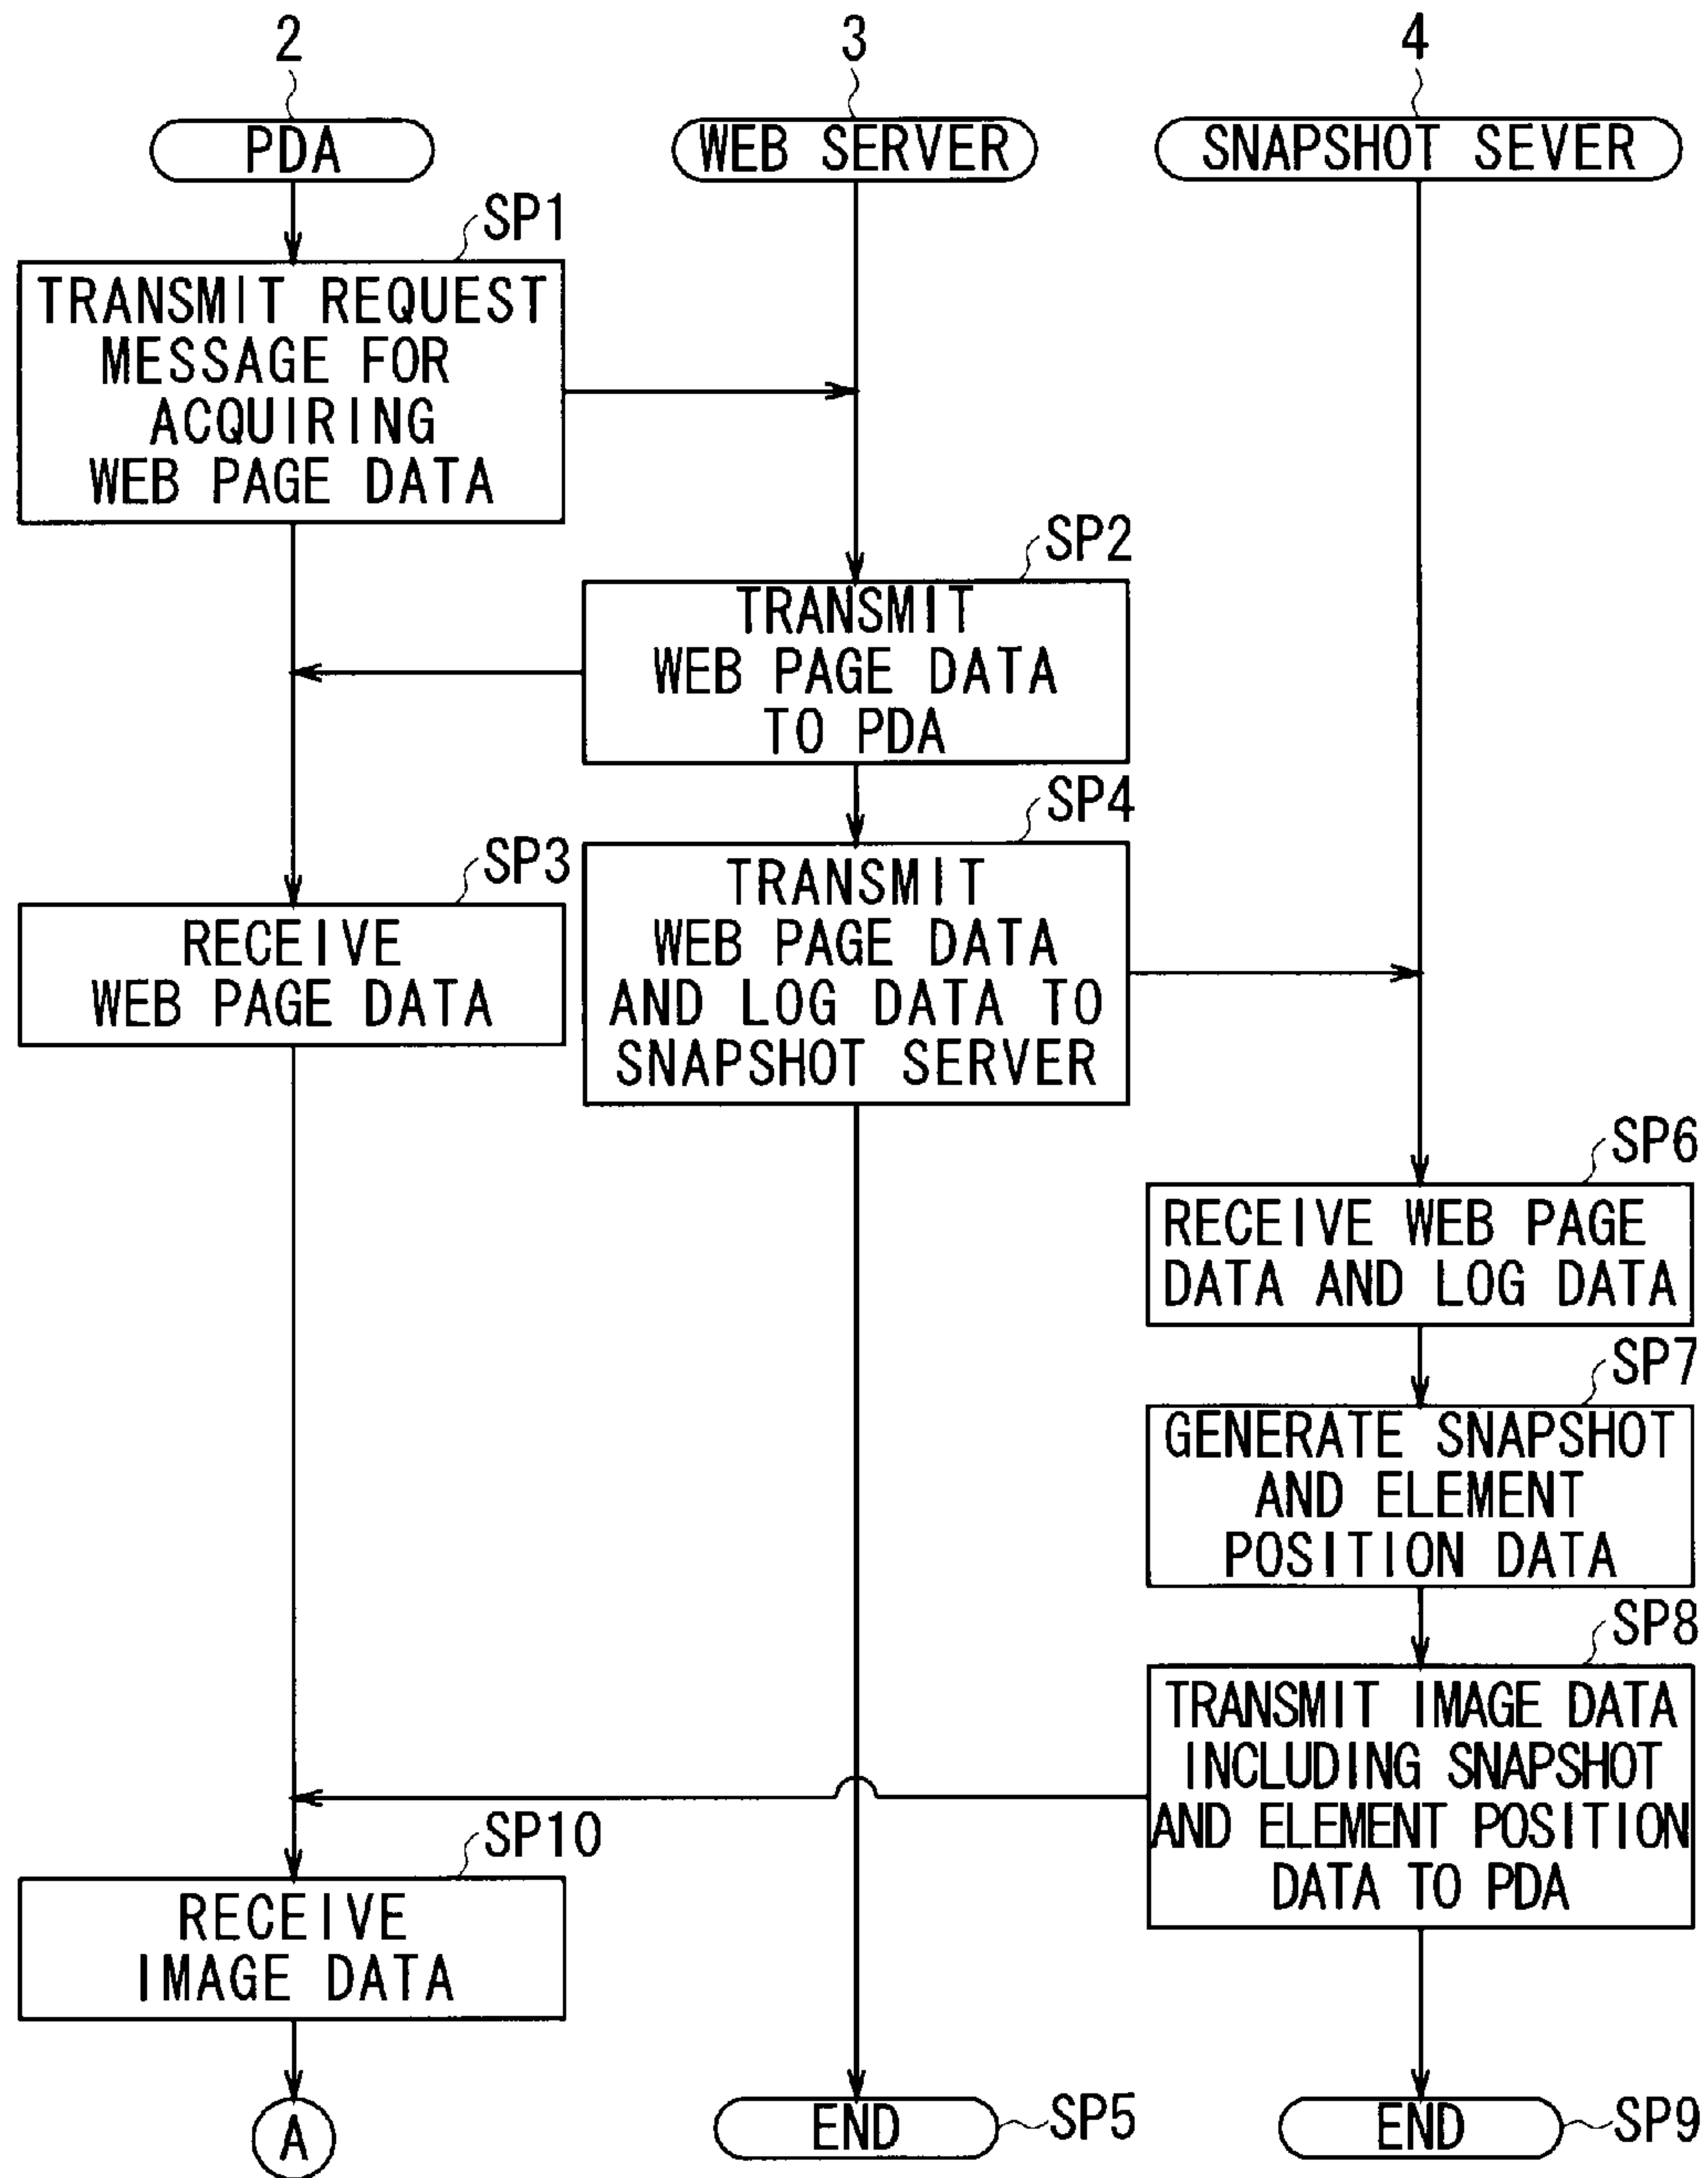 2
3
4
PDA
WEB SERVER
SNAPSHOT SEVER
SP1
TRANSMIT REQUEST
MESSAGE FOR
ACQUIRING
WEB PAGE DATA
SP2
TRANSMIT
WEB PAGE DATA
TO PDA
SP3
RECEIVE
WEB PAGE DATA
SP4
TRANSMIT
WEB PAGE DATA
AND LOG DATA TO
SNAPSHOT SERVER
SP6
RECEIVE WEB PAGE
DATA AND LOG DATA
SP7
GENERATE SNAPSHOT
AND ELEMENT
POSITION DATA
SP8
TRANSMIT IMAGE DATA
INCLUDING SNAPSHOT
AND ELEMENT POSITION
DATA TO PDA
SP10
RECEIVE
IMAGE DATA
A
END
SP5
END
SP9